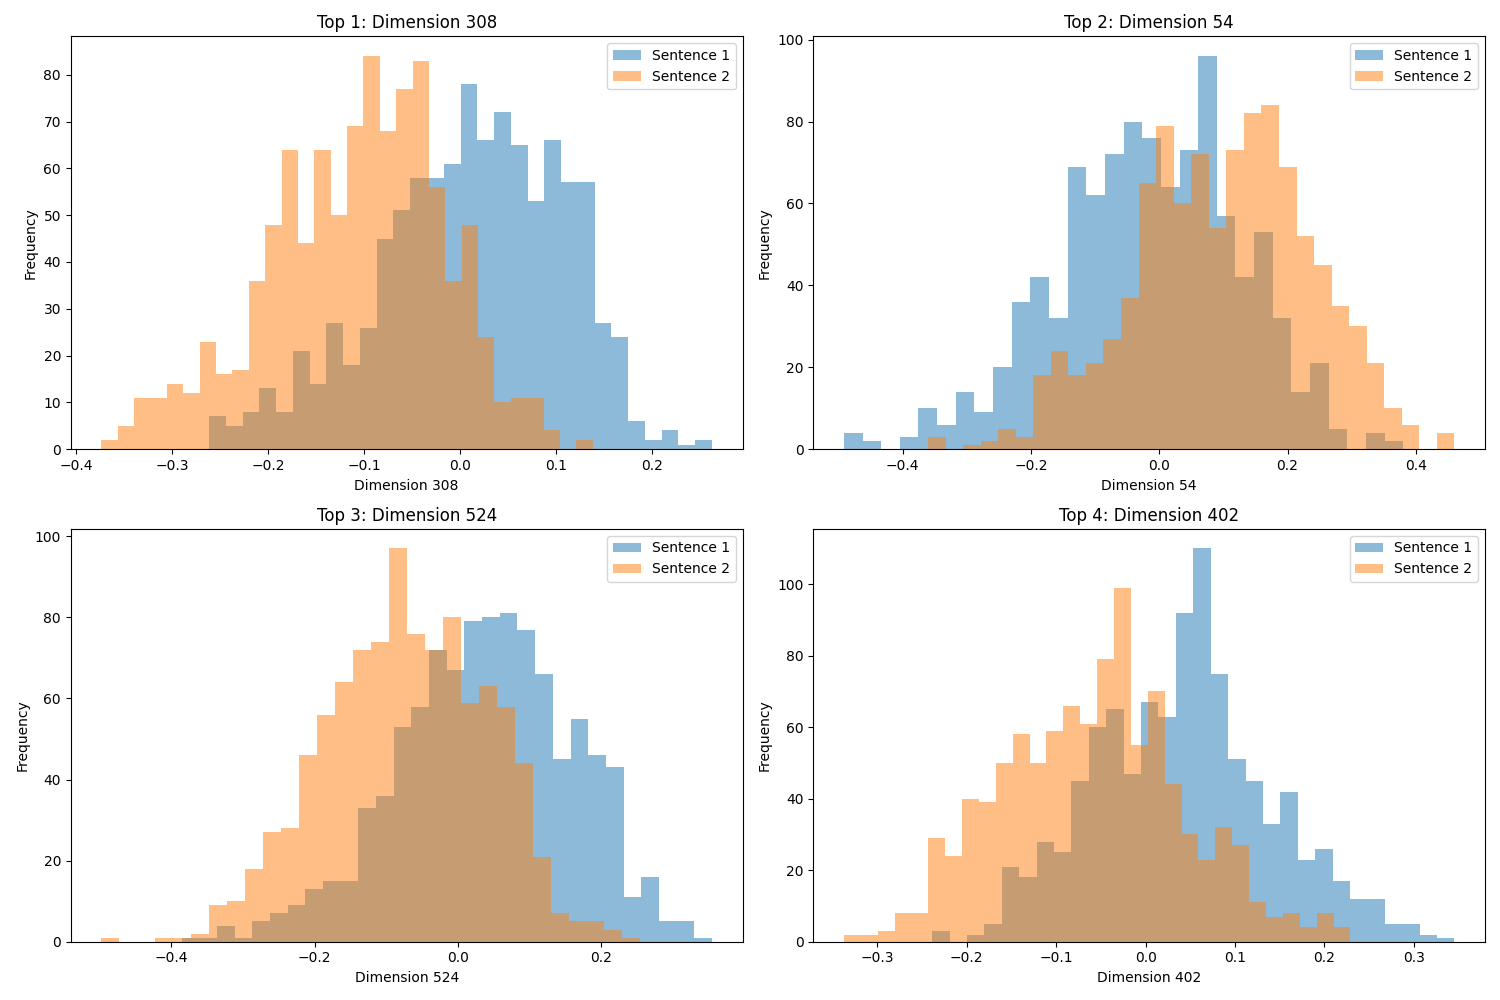 Top 1: Dimension 308
Sentence 1
Sentence 2
80
70
60
50
40
30
20
10
0
Frequency
−0.4 −0.3 −0.2 −0.1 0.0 0.1 0.2
Dimension 308
Top 2: Dimension 54
Sentence 1
Sentence 2
100
80
60
40
20
0
Frequency
−0.4 −0.2 0.0 0.2 0.4
Dimension 54
Top 3: Dimension 524
Sentence 1
Sentence 2
100
80
60
40
20
0
Frequency
−0.4 −0.2 0.0 0.2
Dimension 524
Top 4: Dimension 402
Sentence 1
Sentence 2
100
80
60
40
20
0
Frequency
−0.3 −0.2 −0.1 0.0 0.1 0.2 0.3
Dimension 402